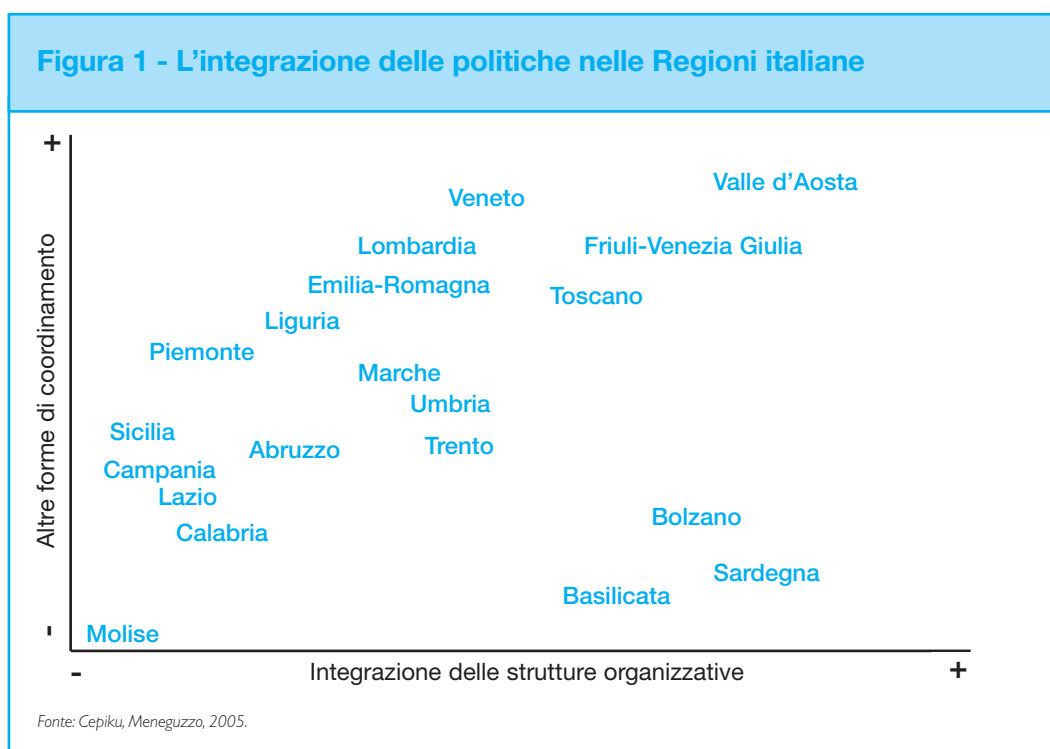 Figura 1 - L'integrazione delle politiche nelle Regioni italiane
+
Altre forme di coordinamento
-
Valle d'Aosta
Veneto
Lombardia
Friuli-Venezia Giulia
Emilia-Romagna
Toscano
Liguria
Piemonte
Marche
Umbria
Sicilia
Abruzzo
Trento
Campania
Lazio
Bolzano
Calabria
Sardegna
Basilicata
Molise
-
Integrazione delle strutture organizzative
+
Fonte: Cepiku, Meneguzzo, 2005.